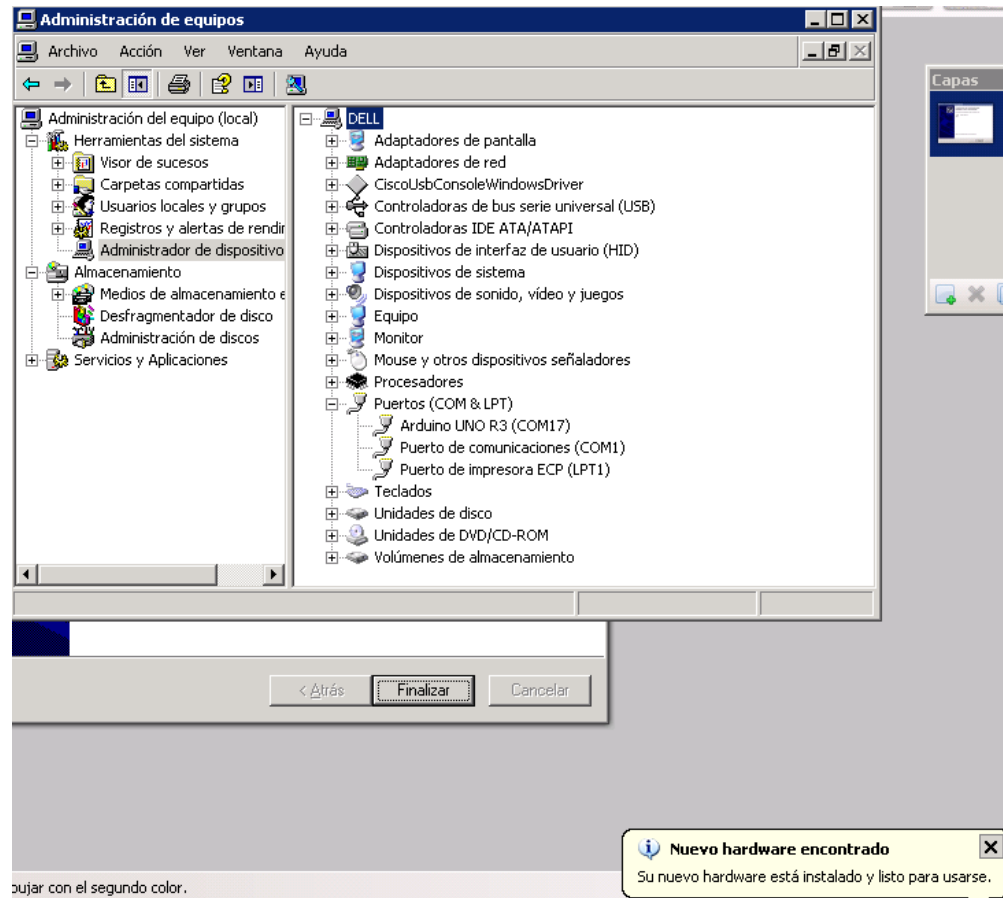 Administración de equipos
Archivo Acción Ver Ventana Ayuda
Administración del equipo (local)
Herramientas del sistema
Visor de sucesos
Carpetas compartidas
Usuarios locales y grupos
Registros y alertas de rendir
Administrador de dispositivo
Almacenamiento
Medios de almacenamiento e
Desfragmentador de disco
Administración de discos
Servicios y Aplicaciones
DELL
Adaptadores de pantalla
Adaptadores de red
CiscoUsbConsoleWindowsDriver
Controladoras de bus serie universal (USB)
Controladoras IDE ATA/ATAPI
Dispositivos de interfaz de usuario (HID)
Dispositivos de sistema
Dispositivos de sonido, vídeo y juegos
Equipo
Monitor
Mouse y otros dispositivos señaladores
Procesadores
Puertos (COM & LPT)
Arduino UNO R3 (COM17)
Puerto de comunicaciones (COM1)
Puerto de impresora ECP (LPT1)
Teclados
Unidades de disco
Unidades de DVD/CD-ROM
Volúmenes de almacenamiento
Capas
< Atrás Finalizar Cancelar
Nuevo hardware encontrado
Su nuevo hardware está instalado y listo para usarse.
oujar con el segundo color.